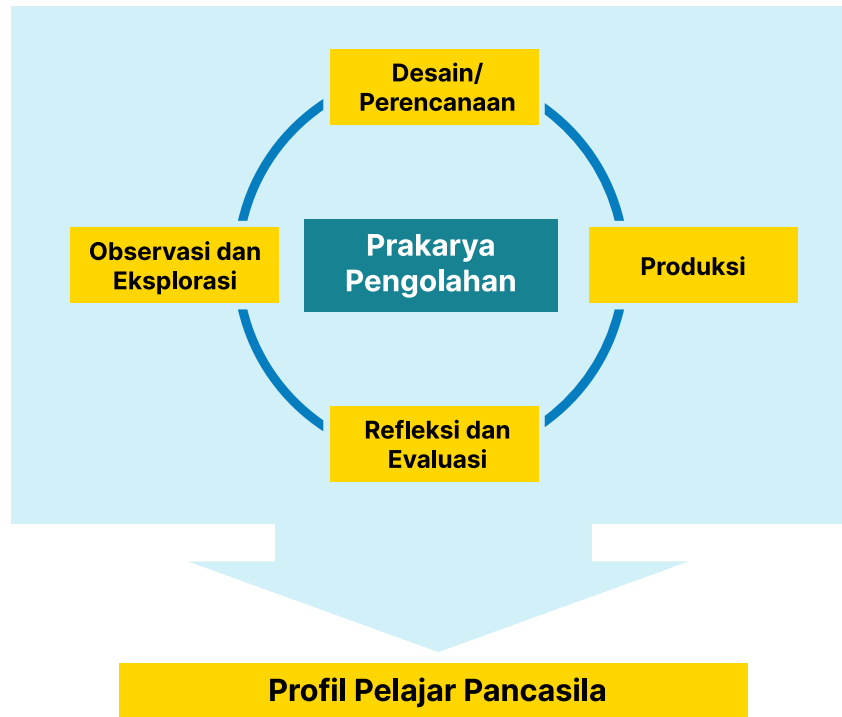 Desain/
Perencanaan
Observasi dan
Eksplorasi
Prakarya
Pengolahan
Produksi
Refleksi dan
Evaluasi
Profil Pelajar Pancasila